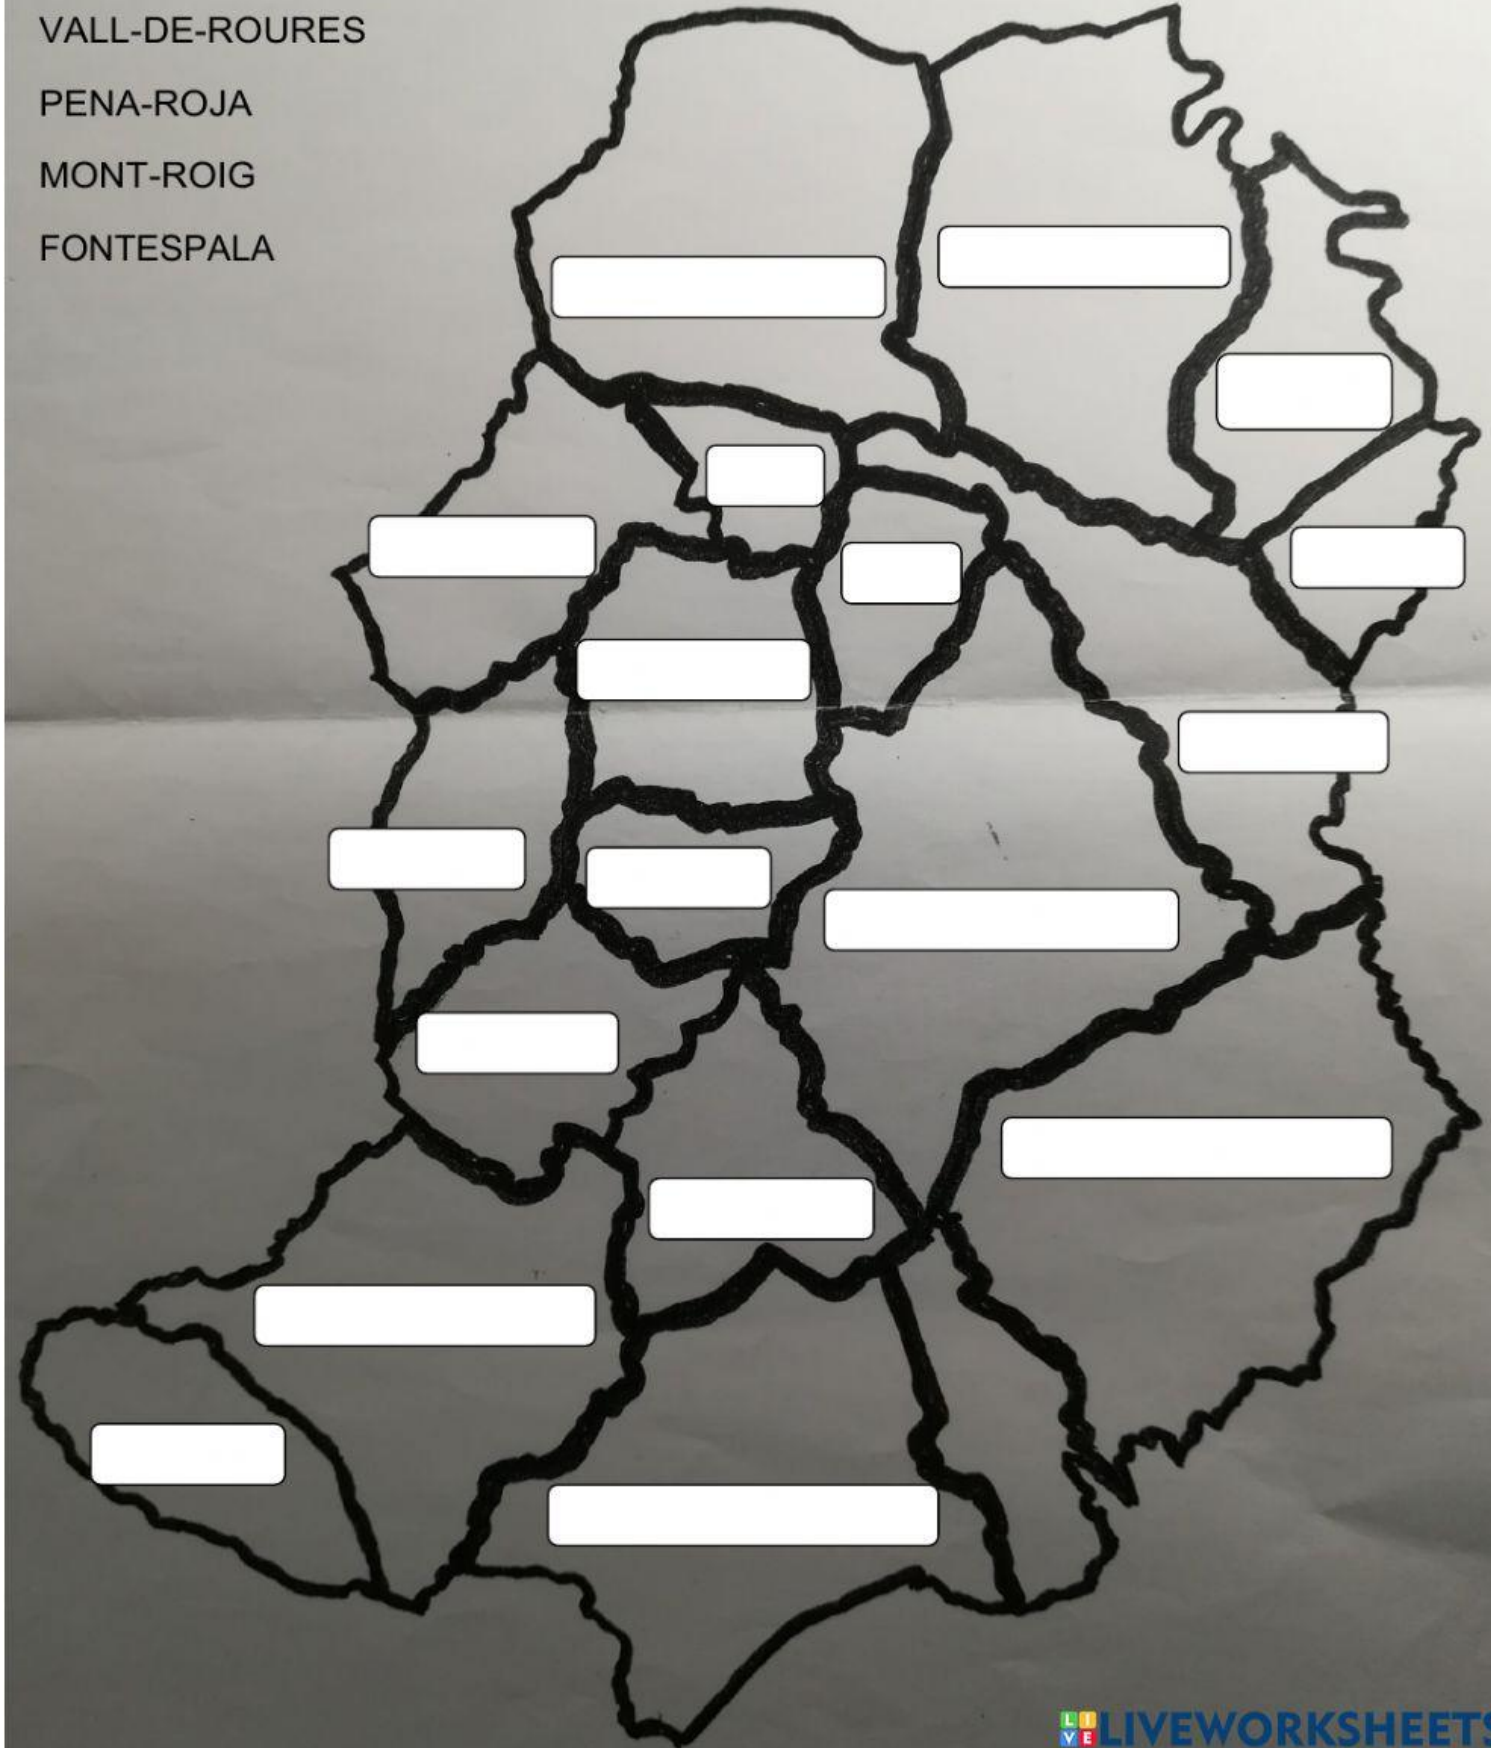 VALL-DE-ROURES
PENA-ROJA
MONT-ROIG
FONTESPALA
LIVEWORKSHEETS